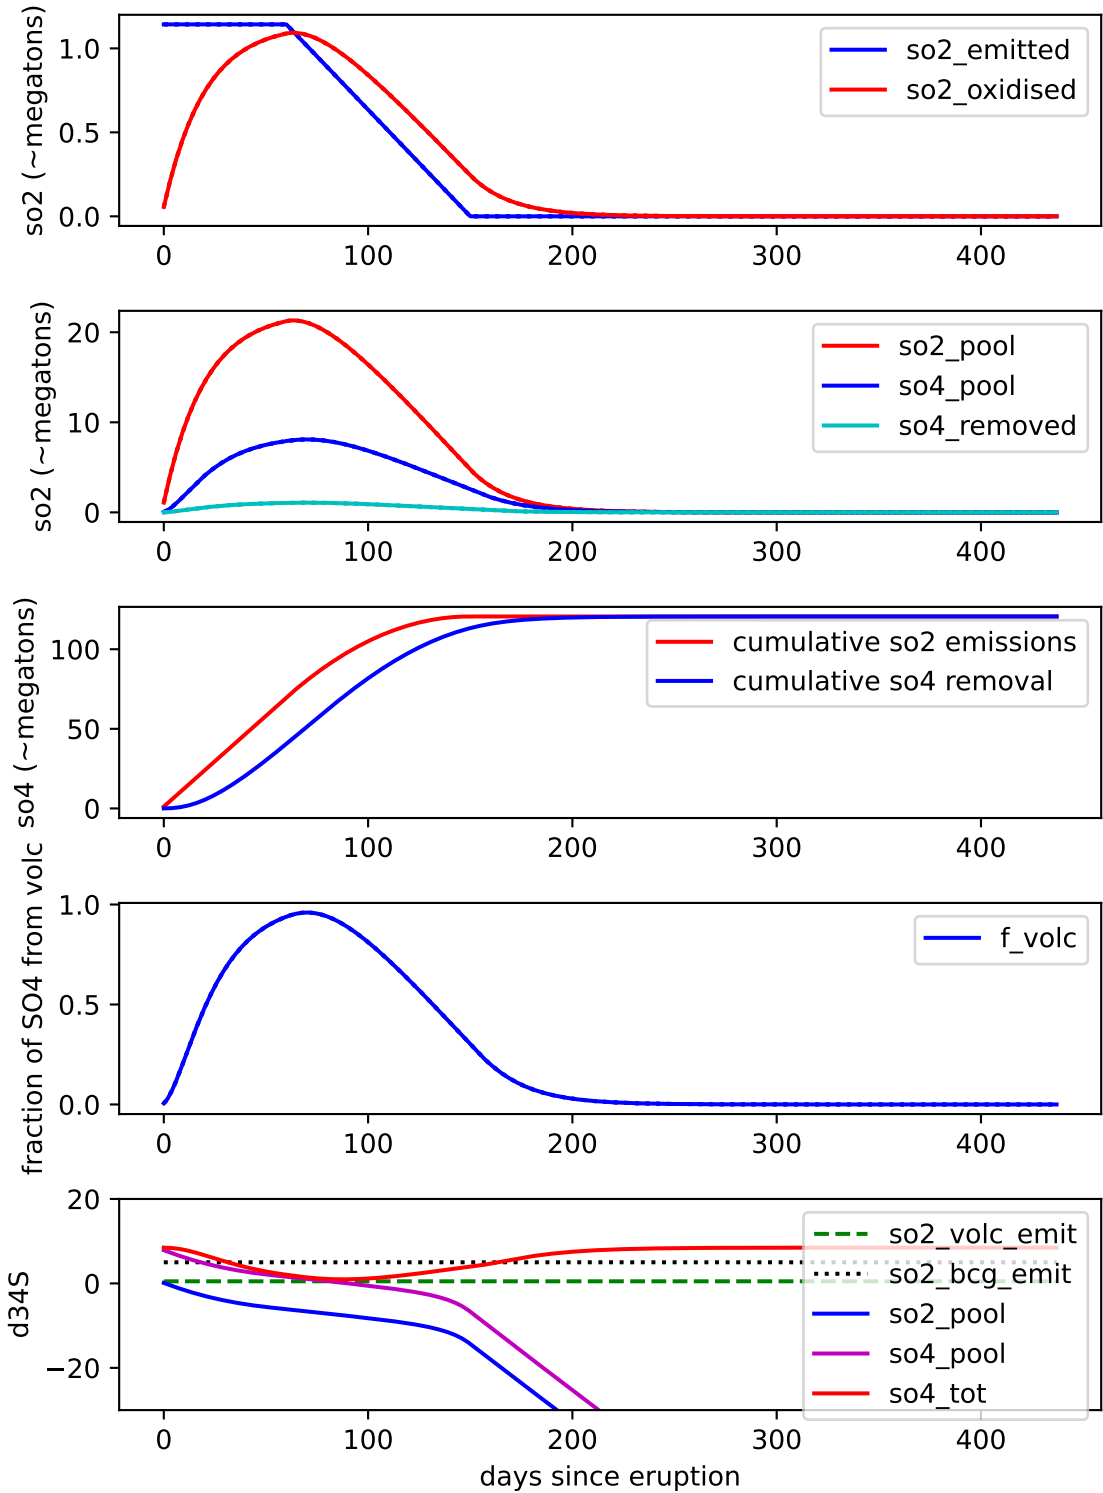 so2 (~megatons)
1.0
0.5
0.0
so2_emitted
so2_oxidised
0 100 200 300 400
so2 (~megatons)
20
10
0
so2_pool
so4_pool
so4_removed
0 100 200 300 400
so4 (~megatons)
100
50
0
cumulative so2 emissions
cumulative so4 removal
0 100 200 300 400
fraction of SO4 from volc
1.0
0.5
0.0
f_volc
0 100 200 300 400
d34S
20
0
−20
so2_volc_emit
so2_bcg_emit
so2_pool
so4_pool
so4_tot
0 100 200 300 400
days since eruption